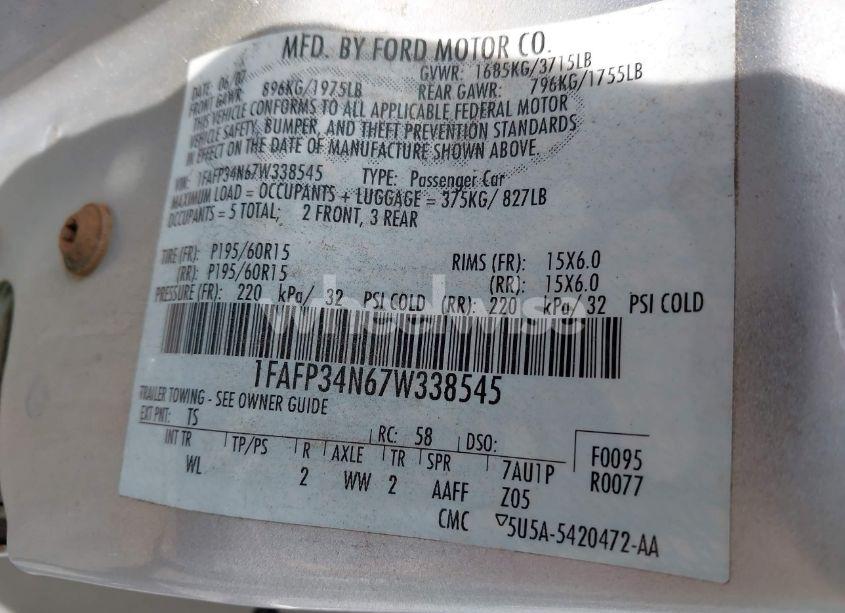 MFD. BY FORD MOTOR CO.
DATE: 06/07 GVWR: 1685KG/3715LB
FRONT GAWR: 896KG/1975LB REAR GAWR: 796KG/1755LB
THIS VEHICLE CONFORMS TO ALL APPLICABLE FEDERAL MOTOR
VEHICLE SAFETY, BUMPER, AND THEFT PREVENTION STANDARDS
IN EFFECT ON THE DATE OF MANUFACTURE SHOWN ABOVE.
VIN: 1FAFP34N67W338545 TYPE: Passenger Car
MAXIMUM LOAD = OCCUPANTS + LUGGAGE = 375KG/ 827LB
OCCUPANTS = 5 TOTAL; 2 FRONT, 3 REAR
TIRE (FR): P195/60R15 RIMS (FR): 15X6.0
(RR): P195/60R15 (RR): 15X6.0
PRESSURE (FR): 220 kPa/ 32 PSI COLD (RR): 220 kPa/ 32 PSI COLD
wheelwise
1FAFP34N67W338545
TRAILER TOWING - SEE OWNER GUIDE
EXT PNT: TS RC: 58 DSO: F0095
INT TR TP/PS R AXLE TR SPR 7AU1P R0077
WL 2 WW 2 AAFF Z05
CMC ▽5U5A-5420472-AA